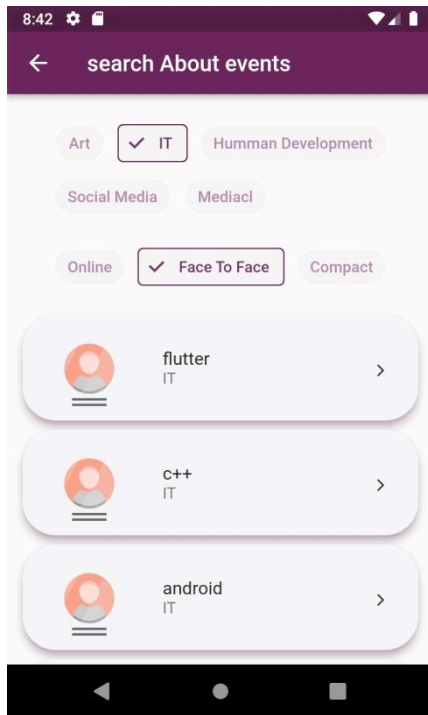 8:42
search About events
Art IT Humman Development
Social Media Mediacl
Online Face To Face Compact
flutter
IT
c++
IT
android
IT